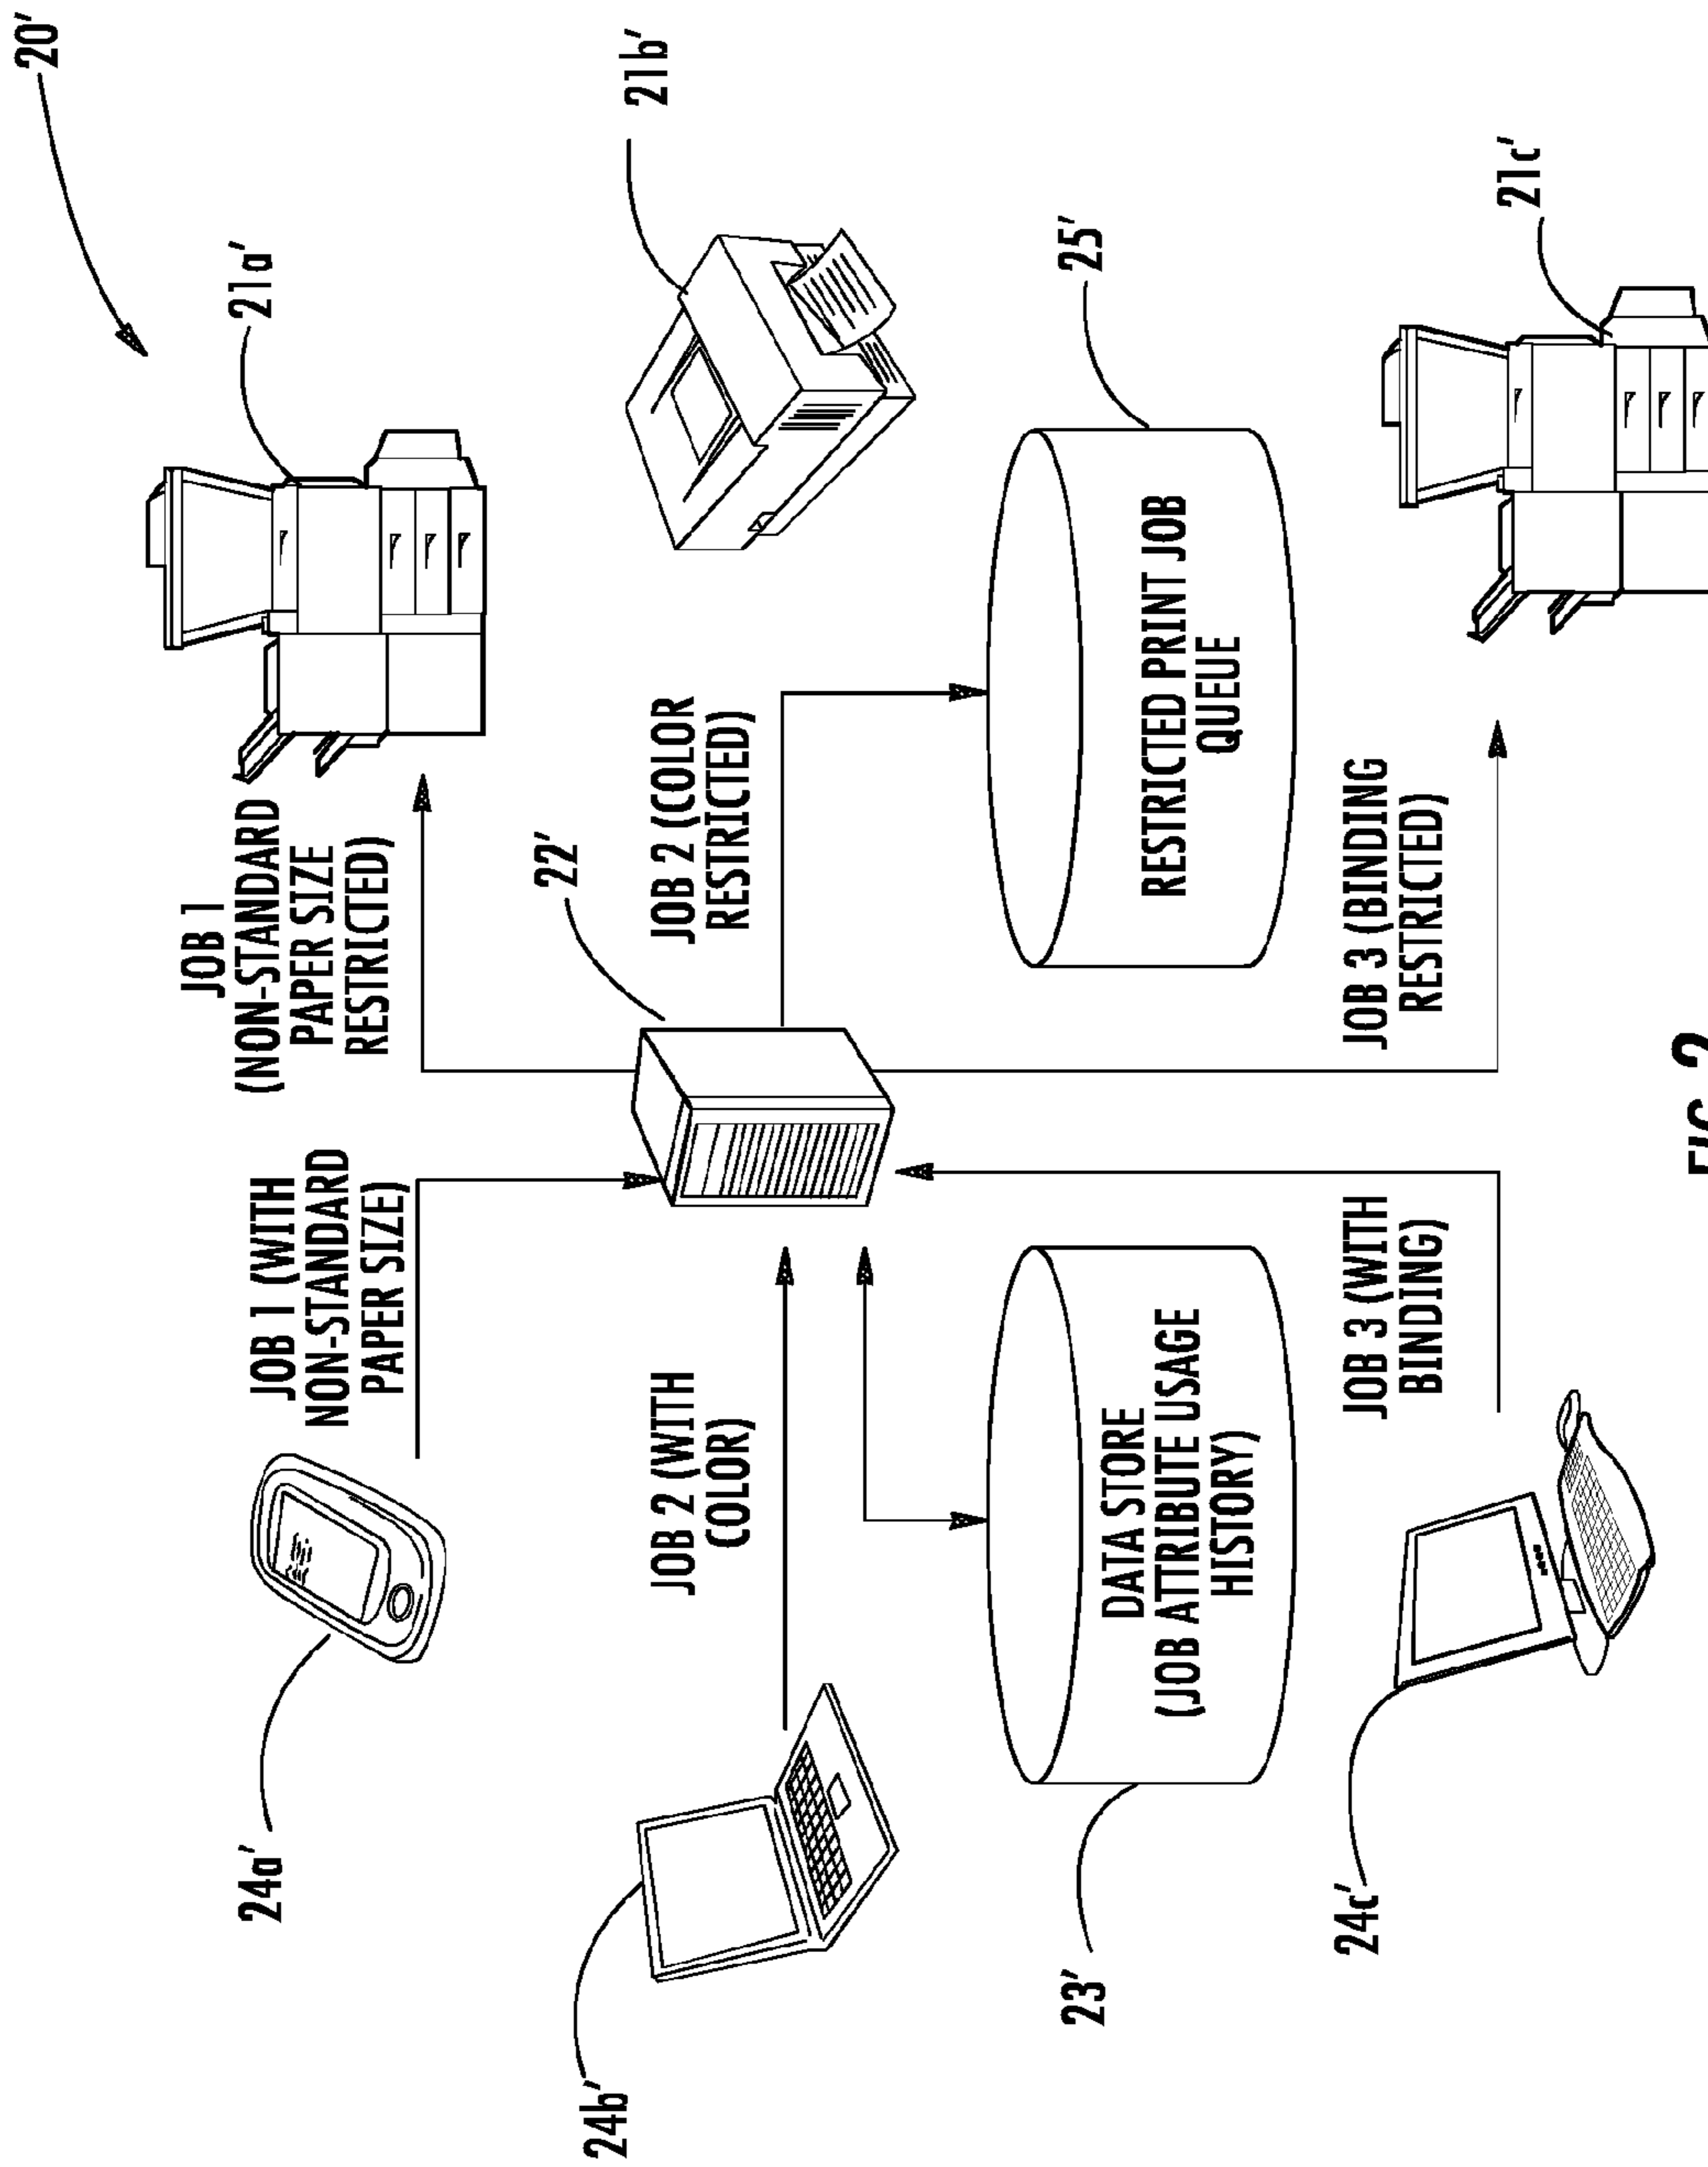 20'
21a'
JOB 1
(NON-STANDARD
PAPER SIZE
RESTRICTED)
JOB 1 (WITH
NON-STANDARD
PAPER SIZE)
24a'
21b'
22'
JOB 2 (COLOR
RESTRICTED)
JOB 2 (WITH
COLOR)
24b'
25'
RESTRICTED PRINT JOB
QUEUE
DATA STORE
(JOB ATTRIBUTE USAGE
HISTORY)
23'
21c'
JOB 3 (BINDING
RESTRICTED)
JOB 3 (WITH
BINDING)
24c'